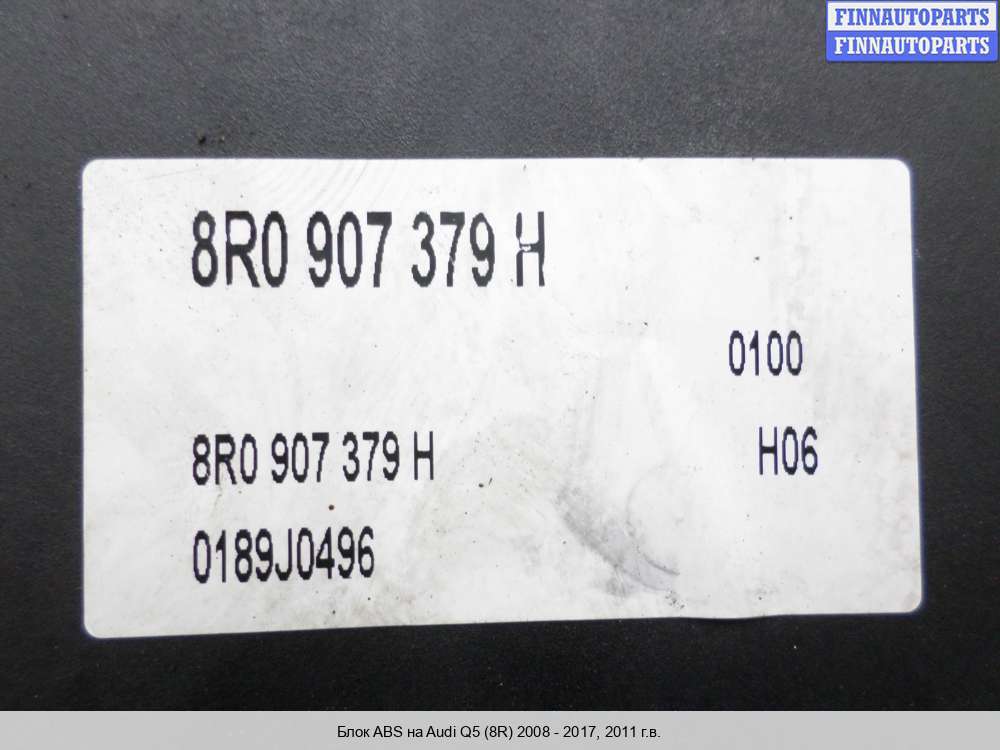 FINNAUTOPARTS
FINNAUTOPARTS
8R0 907 379 H
0100
8R0 907 379 H
H06
0189J0496
Блок ABS на Audi Q5 (8R) 2008 - 2017, 2011 г.в.